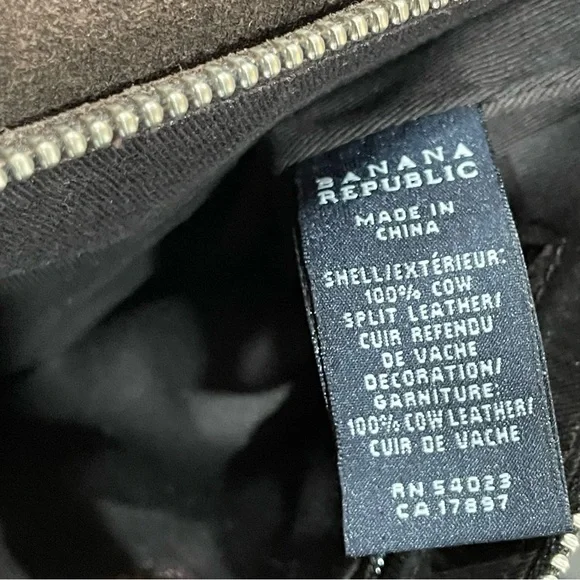 BANANA
REPUBLIC
MADE IN
CHINA
SHELL/EXTÉRIEUR:
100% COW
SPLIT LEATHER/
CUIR REFENDU
DE VACHE
DECORATION/
GARNITURE:
100% COW LEATHER/
CUIR DE VACHE
RN 54023
CA 17897